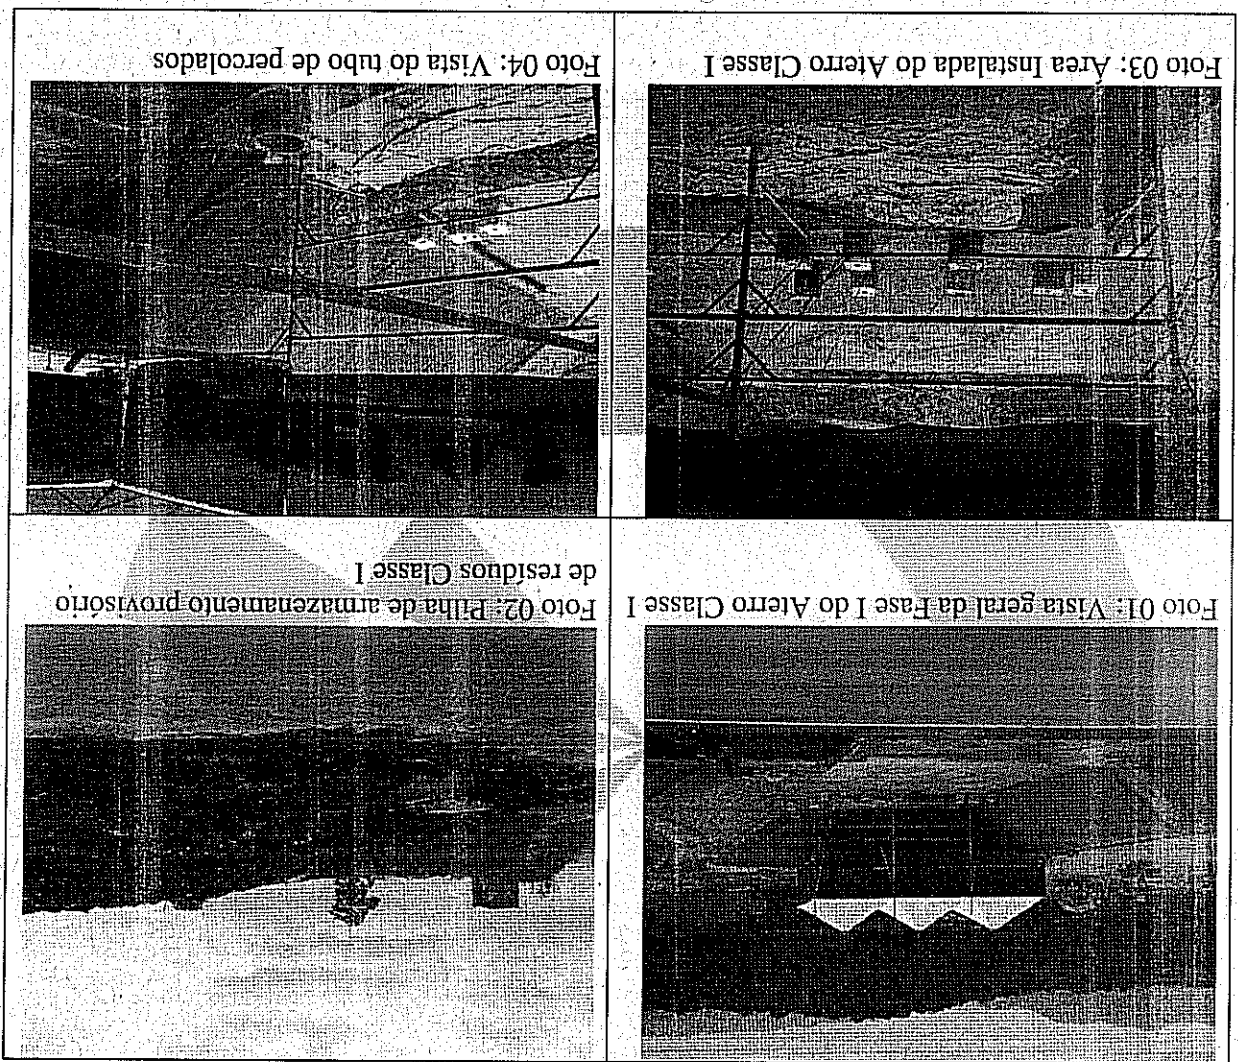 Foto 01: Vista geral da Fase I do Aterro Classe I
Foto 02: Pilha de armazenamento provisório
de resíduos Classe I
Foto 03: Área Instalada do Aterro Classe I
Foto 04: Vista do tubo de percolados